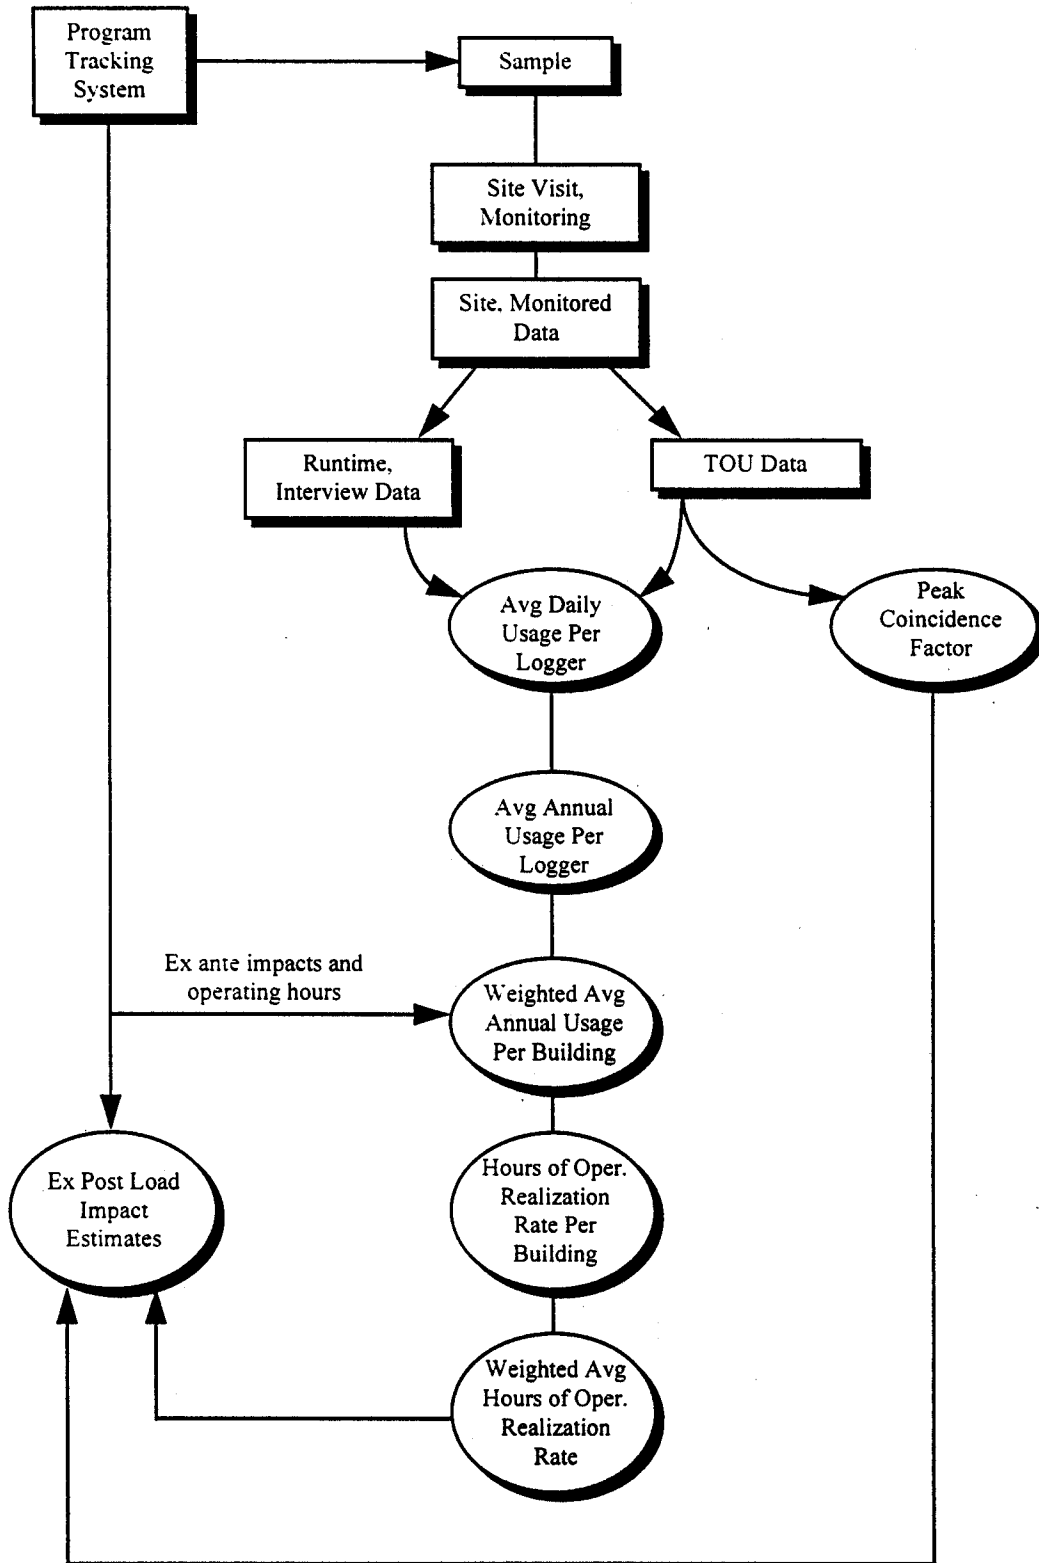 Program
Tracking
System
Sample
Site Visit,
Monitoring
Site, Monitored
Data
Runtime,
Interview Data
TOU Data
Avg Daily
Usage Per
Logger
Peak
Coincidence
Factor
Avg Annual
Usage Per
Logger
Ex ante impacts and
operating hours
Weighted Avg
Annual Usage
Per Building
Ex Post Load
Impact
Estimates
Hours of Oper.
Realization
Rate Per
Building
Weighted Avg
Hours of Oper.
Realization
Rate